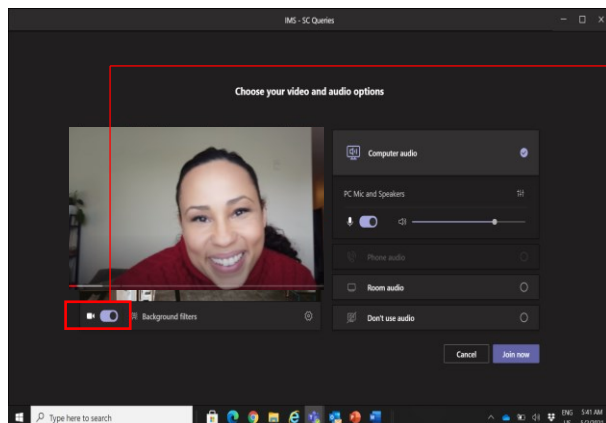 IMS - SC Queries
Choose your video and audio options
Computer audio
PC Mic and Speakers
Phone audio
Room audio
Background filters
Don't use audio
Cancel
Join now
Type here to search
ENG
5:41 AM